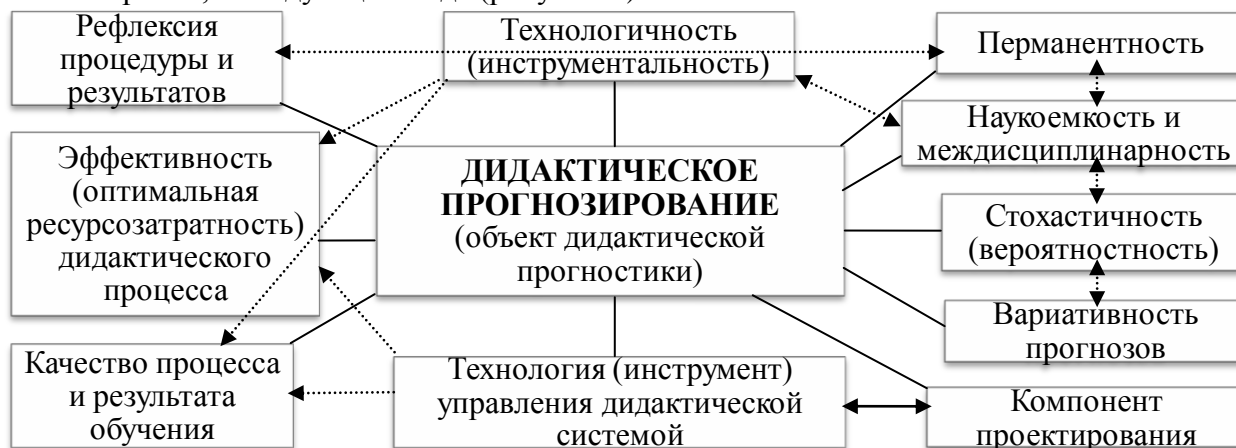 Рефлексия
процедуры и
результатов
Технологичность
(инструментальность)
Перманентность
Наукоемкость и
междисциплинарность
Эффективность
(оптимальная
ресурсозатратность)
дидактического
процесса
ДИДАКТИЧЕСКОЕ
ПРОГНОЗИРОВАНИЕ
(объект дидактической
прогностики)
Стохастичность
(вероятностность)
Вариативность
прогнозов
Качество процесса
и результата
обучения
Технология (инструмент)
управления дидактической
системой
Компонент
проектирования